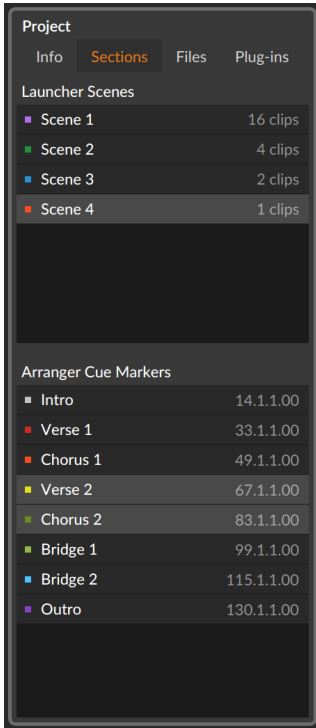 Project
Info Sections Files Plug-ins
Launcher Scenes
Scene 1 16 clips
Scene 2 4 clips
Scene 3 2 clips
Scene 4 1 clips
Arranger Cue Markers
Intro 14.1.1.00
Verse 1 33.1.1.00
Chorus 1 49.1.1.00
Verse 2 67.1.1.00
Chorus 2 83.1.1.00
Bridge 1 99.1.1.00
Bridge 2 115.1.1.00
Outro 130.1.1.00